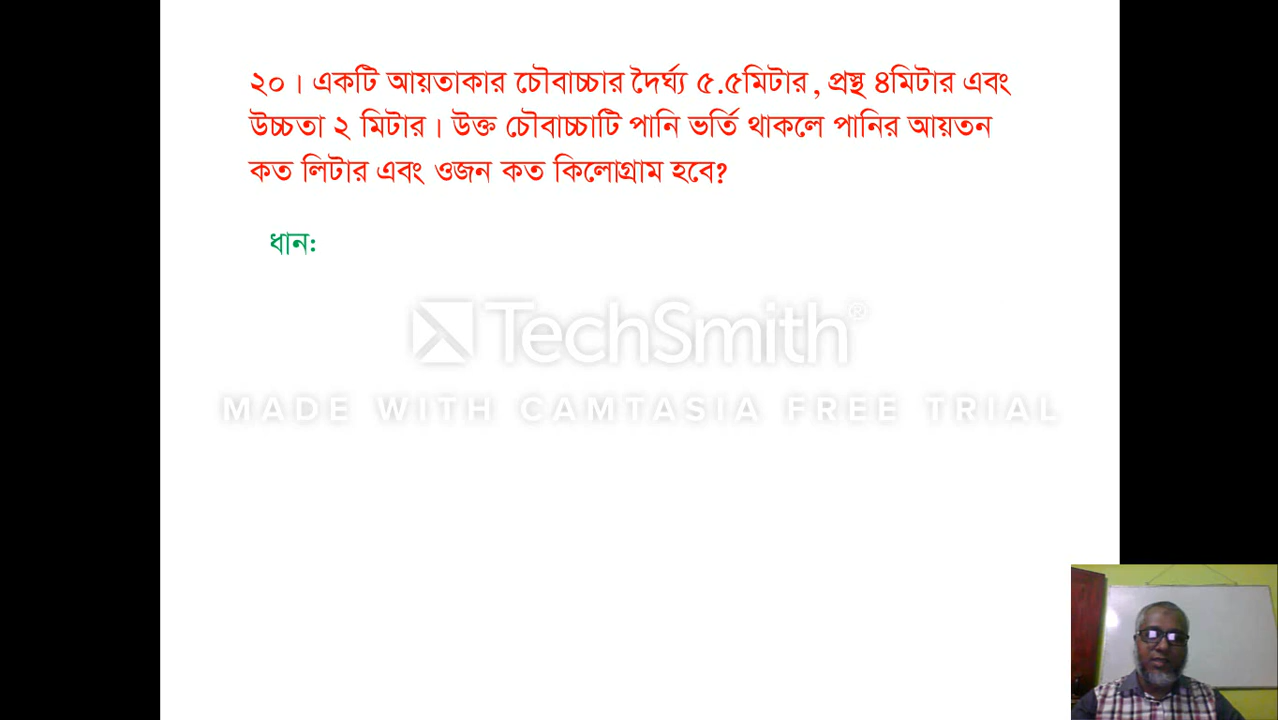 ২০। একটি আয়তাকার চৌবাচ্চার দৈর্ঘ্য ৫.৫মিটার, প্রস্থ ৪মিটার এবং
উচ্চতা ২ মিটার। উক্ত চৌবাচ্চাটি পানি ভর্তি থাকলে পানির আয়তন
কত লিটার এবং ওজন কত কিলোগ্রাম হবে?
ধান:
TechSmith®
MADE WITH CAMTASIA FREE TRIAL